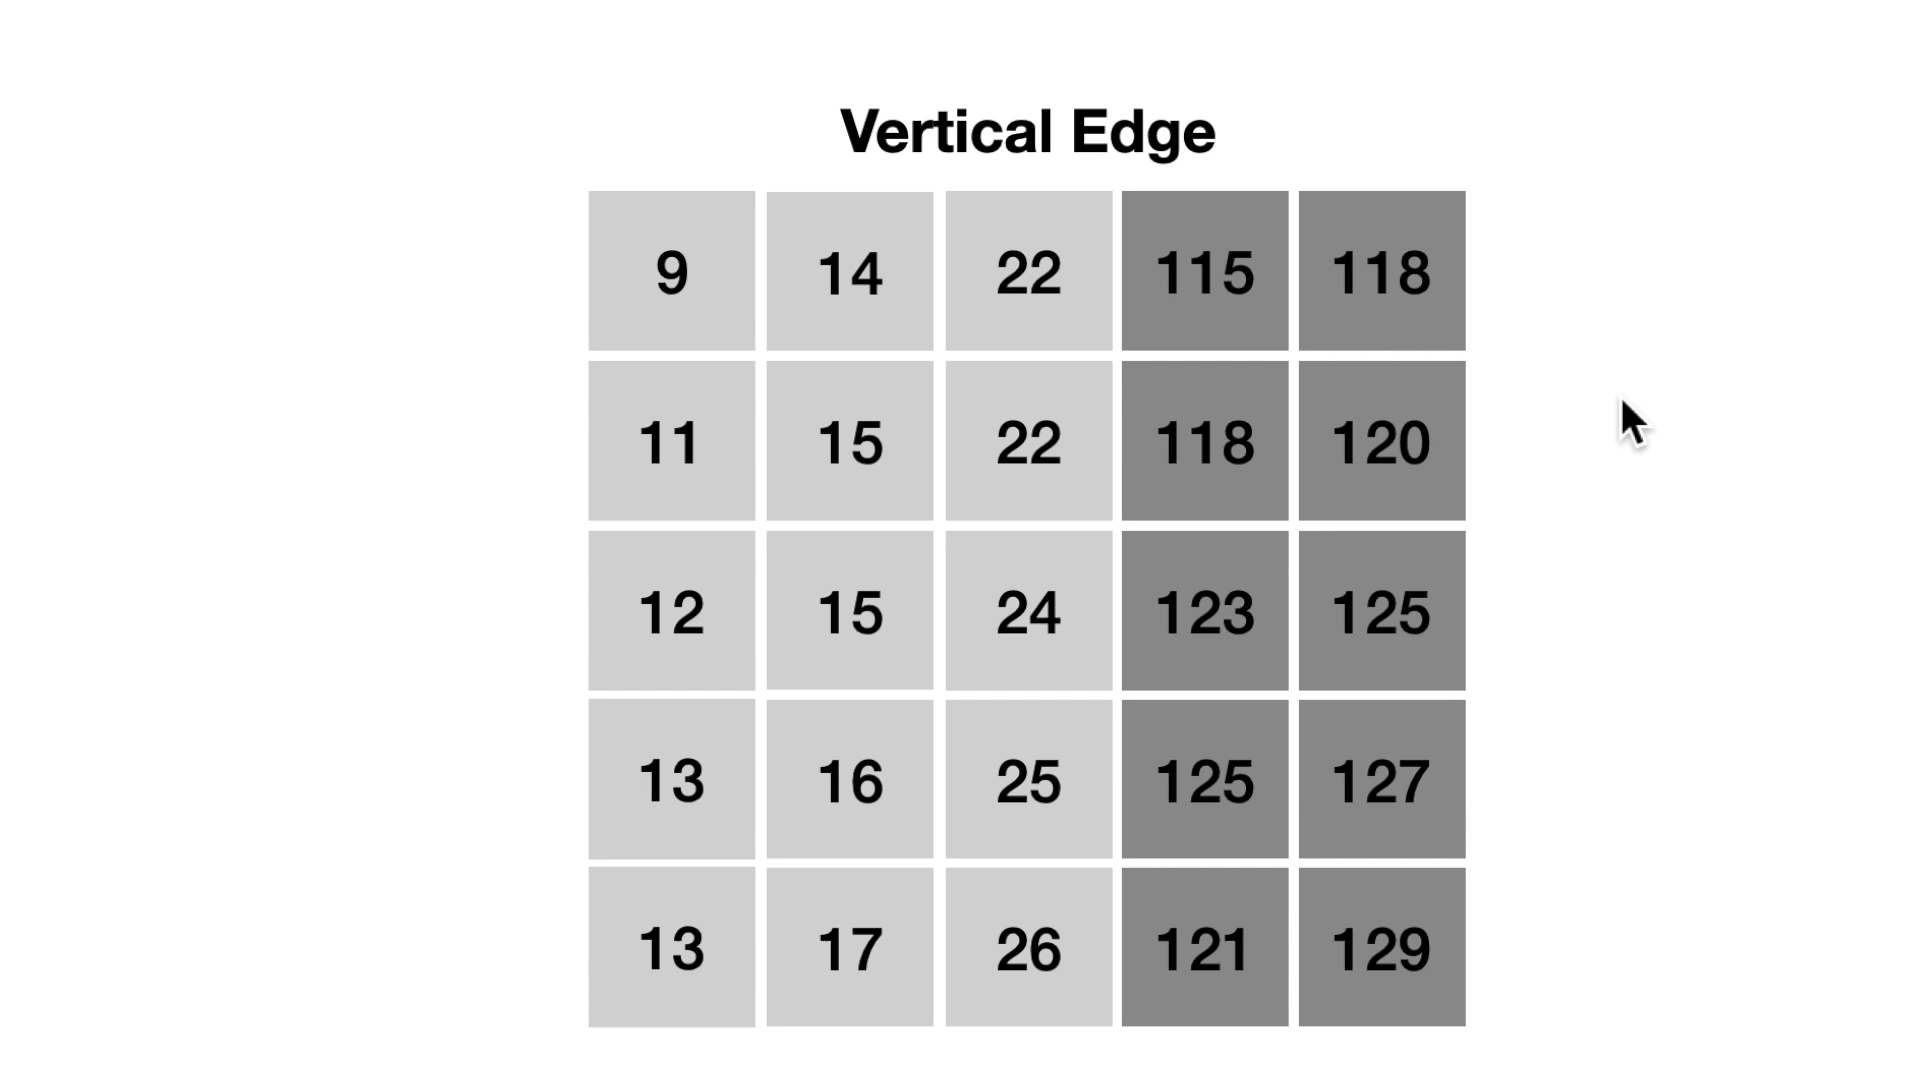 Vertical Edge
9 14 22 115 118
11 15 22 118 120
12 15 24 123 125
13 16 25 125 127
13 17 26 121 129